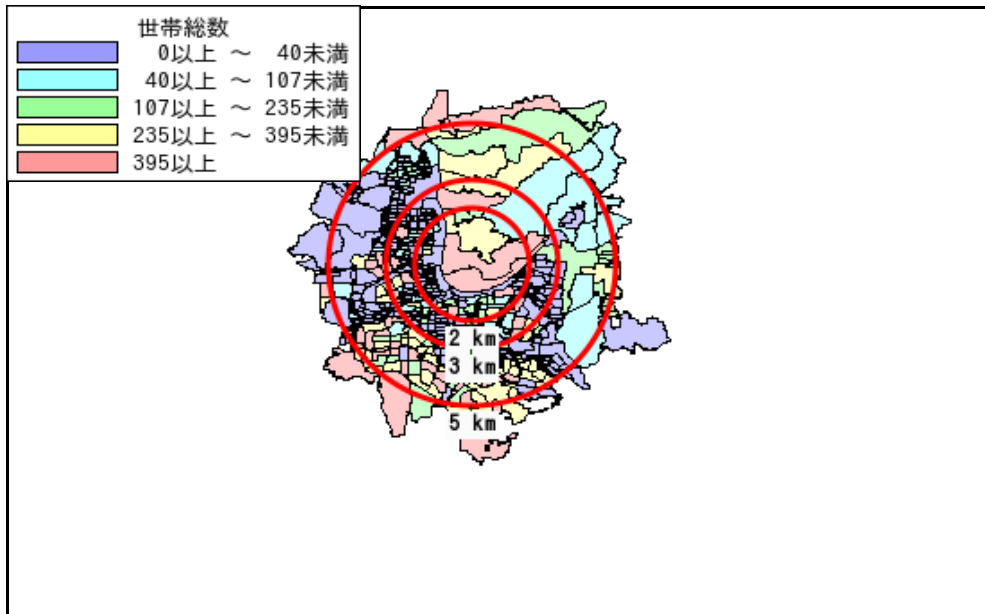 世帯総数
0以上 ～ 40未満
40以上 ～ 107未満
107以上 ～ 235未満
235以上 ～ 395未満
395以上
2 km
3 km
5 km